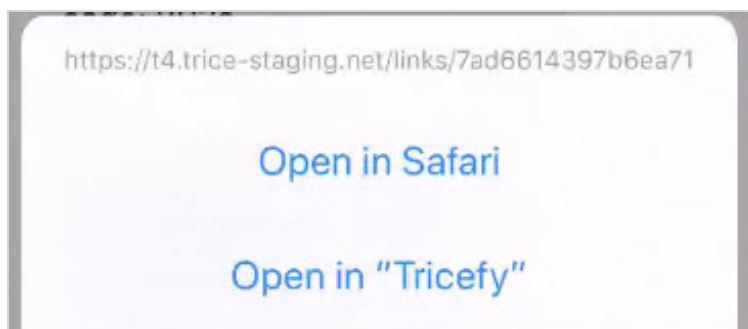 https://t4.trice-staging.net/links/7ad6614397b6ea71
Open in Safari
Open in "Tricefy"